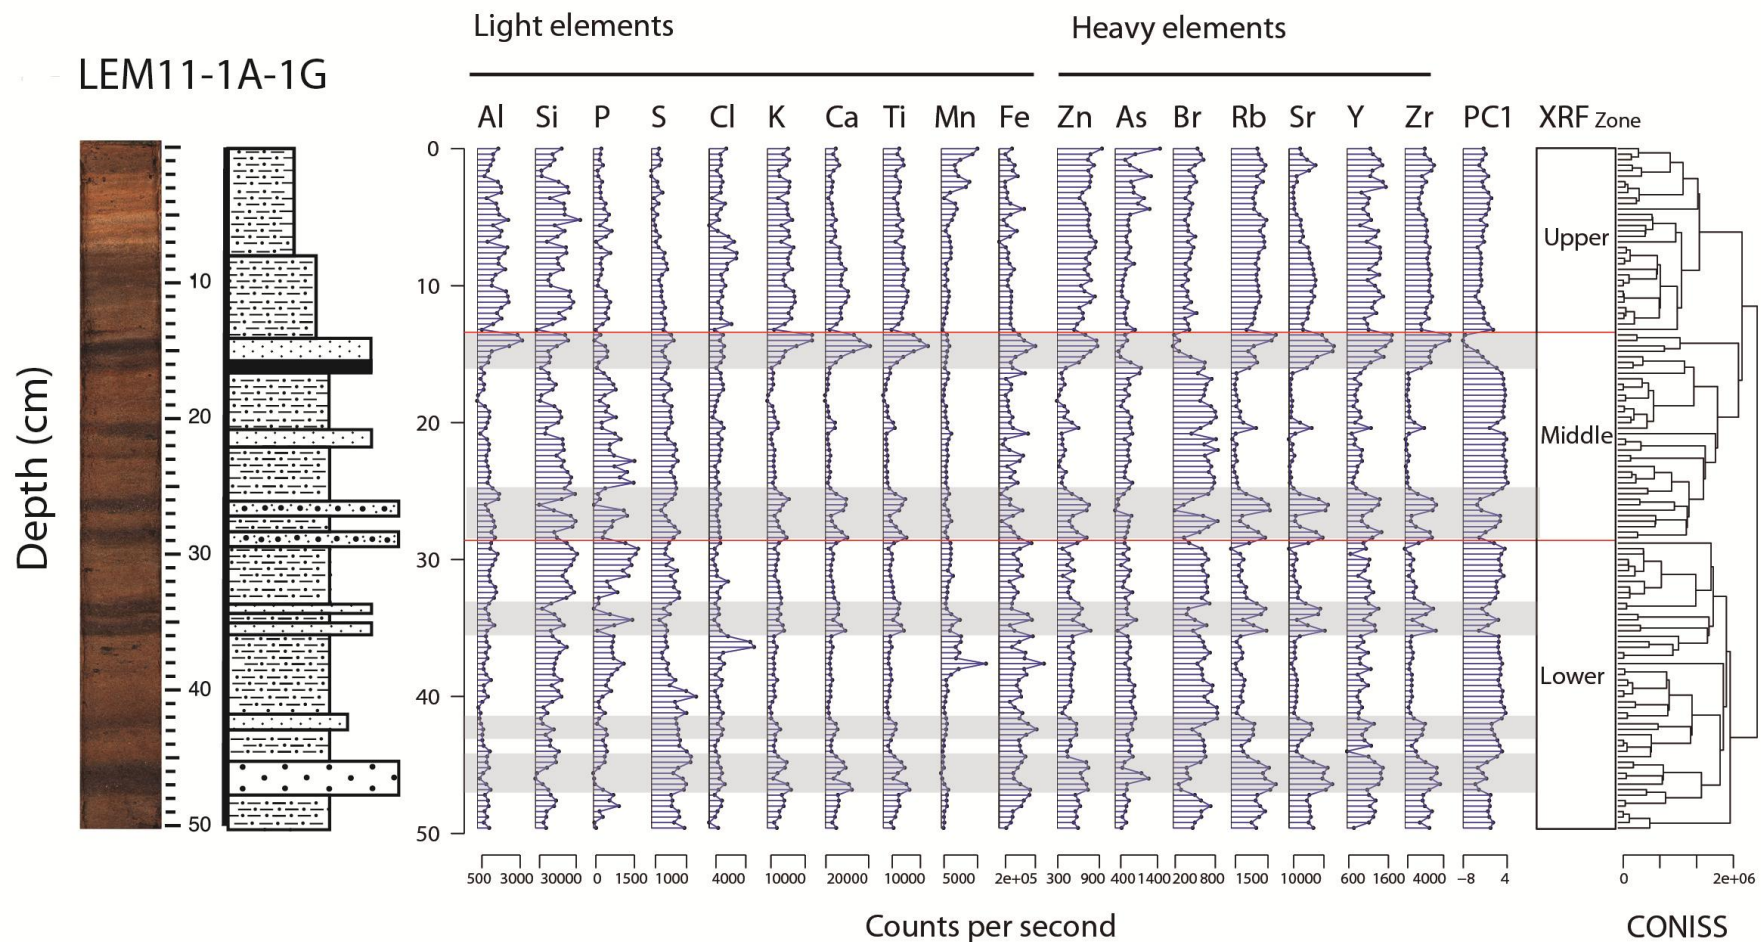 Light elements
Heavy elements
LEM11-1A-1G
Al Si P S Cl K Ca Ti Mn Fe Zn As Br Rb Sr Y Zr PC1 XRF Zone
Depth (cm)
10
20
30
40
50
0
10
20
30
40
50
Upper
Middle
Lower
500 3000 30000 0 1500 1000 4000 10000 20000 10000 5000 2e+05 300 900 400 1400 200 800 1500 10000 600 1600 4000 −8 4 0 2e+06
Counts per second
CONISS